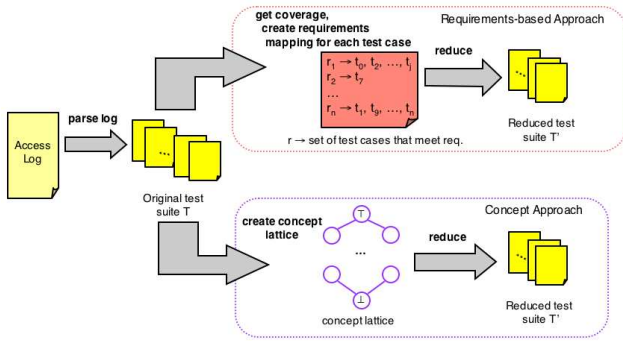 get coverage,
create requirements
mapping for each test case
Requirements-based Approach
r1 → t0, t2, ..., tj
r2 → t7
...
rn → t1, t9, ..., tn
reduce
...
Reduced test
suite T'
r → set of test cases that meet req.
Access
Log
parse log
...
Original test
suite T
create concept
lattice
Concept Approach
⊤
...
⊥
concept lattice
reduce
...
Reduced test
suite T'